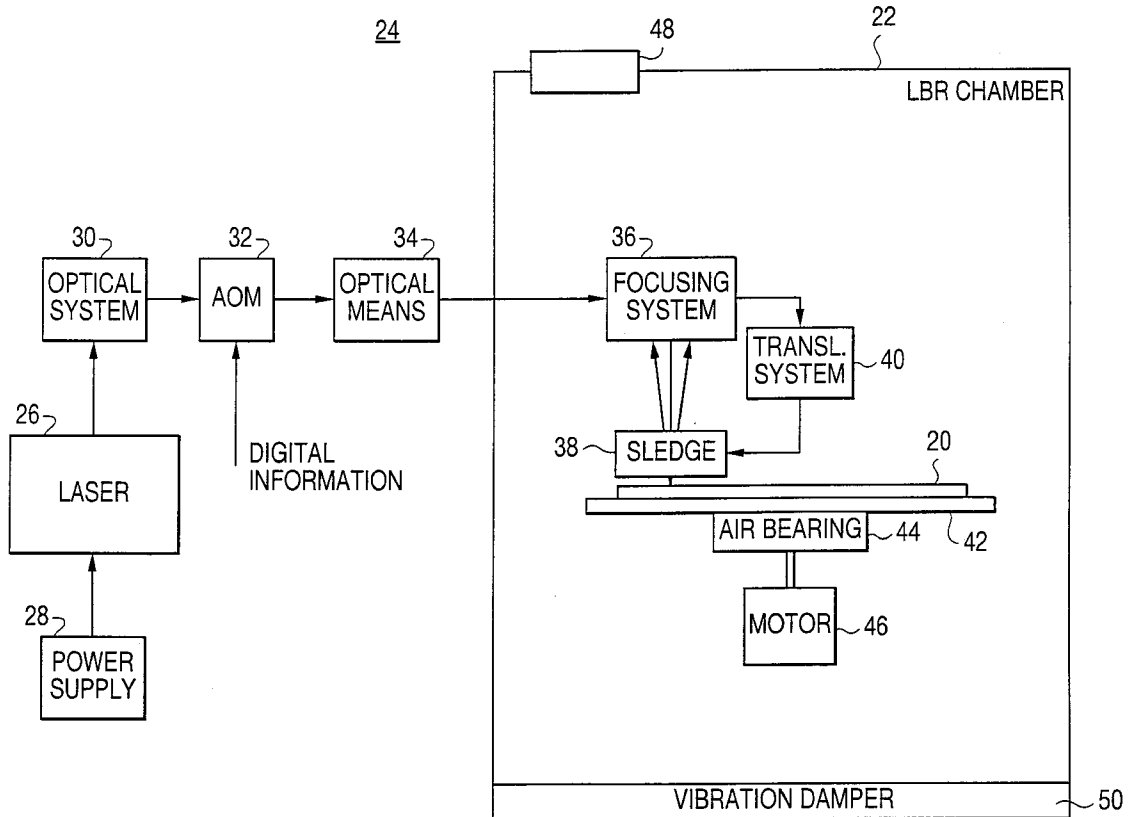 24
48
22
LBR CHAMBER
30
OPTICAL
SYSTEM
32
AOM
34
OPTICAL
MEANS
36
FOCUSING
SYSTEM
TRANSL.
SYSTEM
40
26
LASER
DIGITAL
INFORMATION
38
SLEDGE
20
AIR BEARING
44
42
28
POWER
SUPPLY
MOTOR
46
VIBRATION DAMPER
50